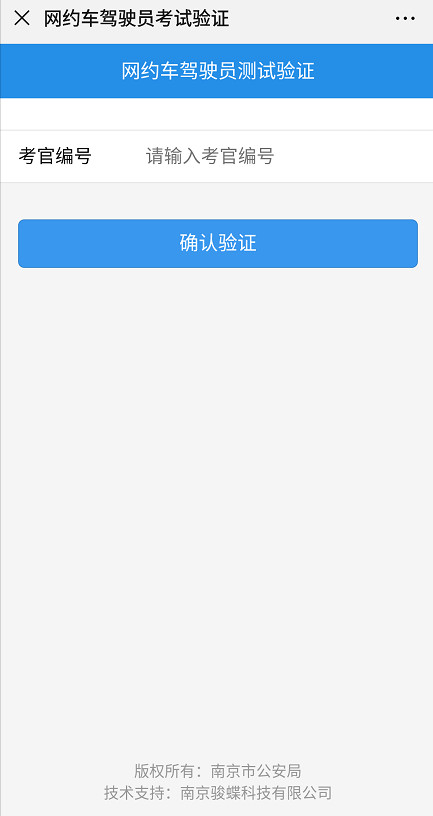 网约车驾驶员考试验证
网约车驾驶员测试验证
考官编号 请输入考官编号
确认验证
版权所有：南京市公安局
技术支持：南京骏蝶科技有限公司